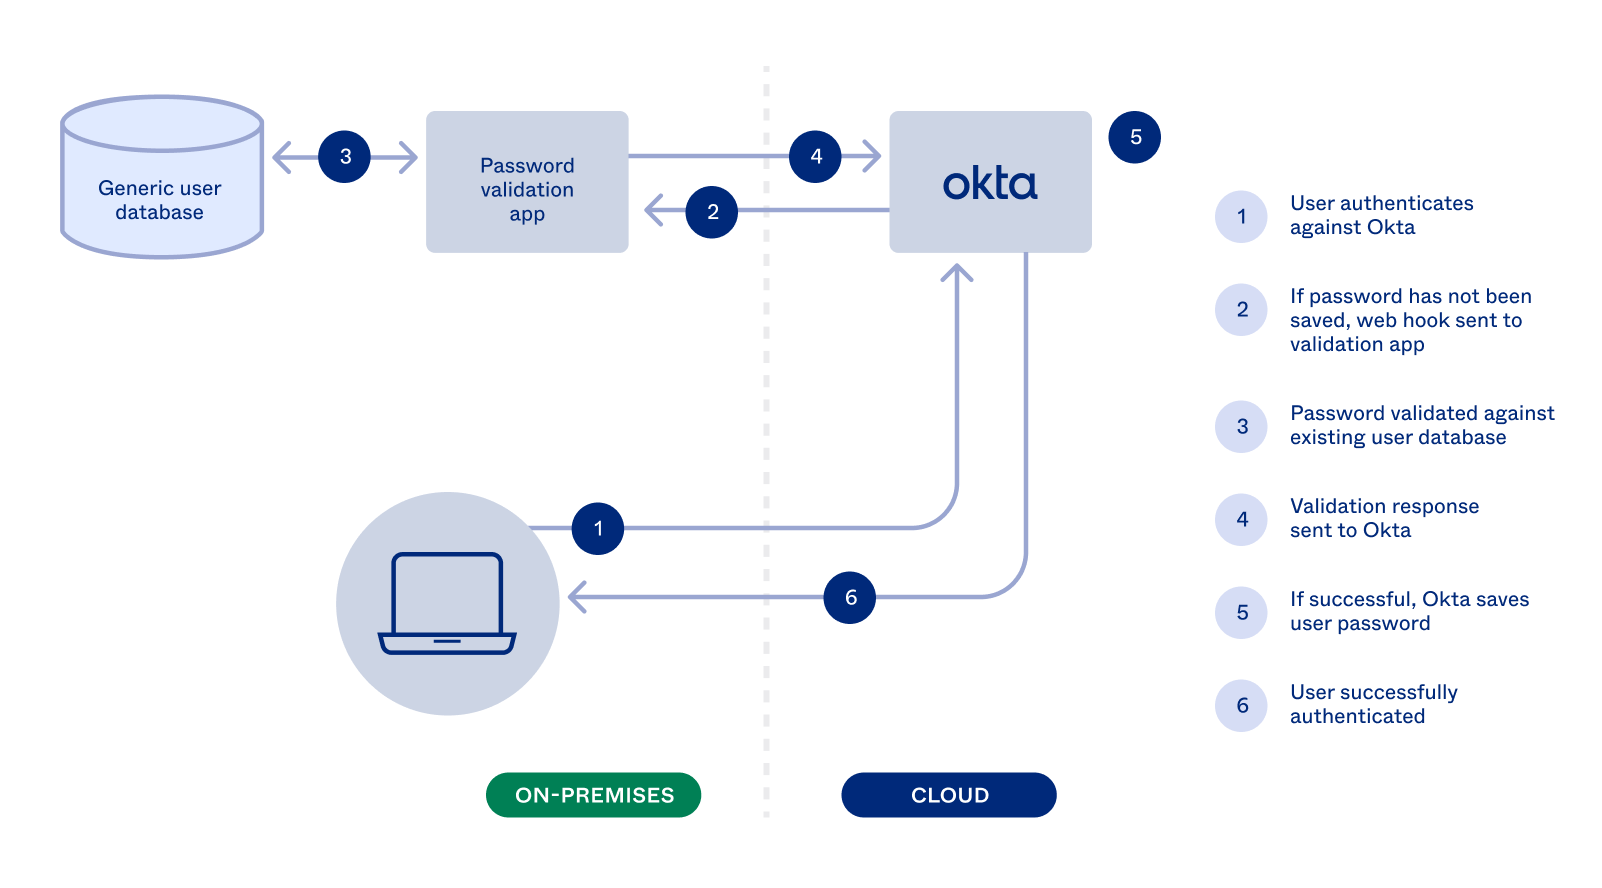 Generic user
database
3
Password
validation
app
4
2
okta
5
1
6
ON-PREMISES
CLOUD
1
User authenticates
against Okta
2
If password has not been
saved, web hook sent to
validation app
3
Password validated against
existing user database
4
Validation response
sent to Okta
5
If successful, Okta saves
user password
6
User successfully
authenticated